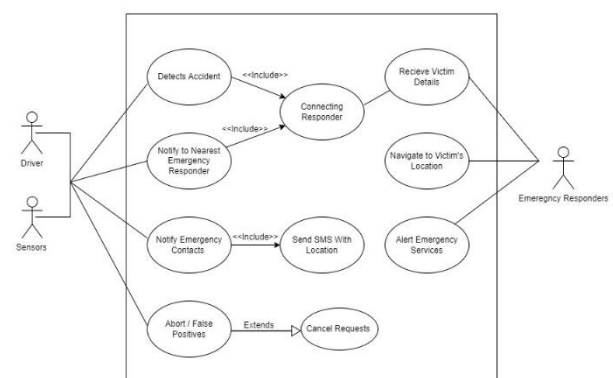 Detects Accident
<<Include>>
Recieve Victim
Details
Connecting
Responder
<<Include>>
Driver
Notify to Nearest
Emergency
Responder
Navigate to Victim's
Location
Emeregncy Responders
Sensors
Notify Emergency
Contacts
<<Include>>
Send SMS With
Location
Alert Emergency
Services
Abort / False
Positives
Extends
Cancel Requests